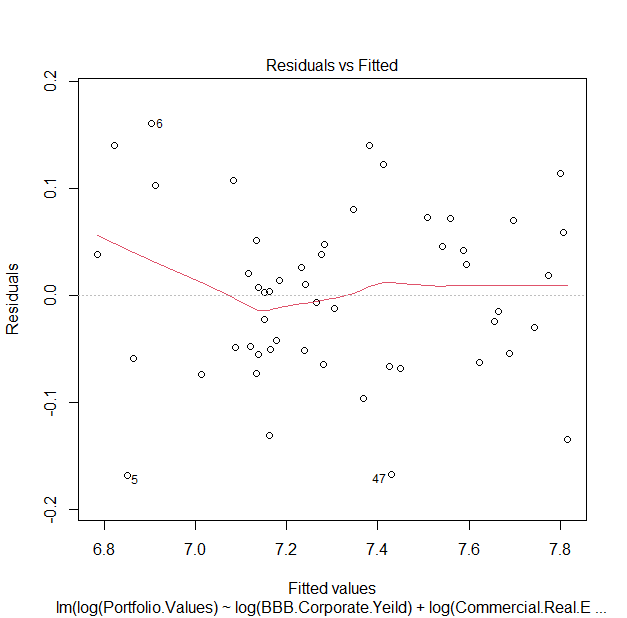 Residuals vs Fitted
0.2
0.1
0.0
-0.1
-0.2
Residuals
6
5
47
6.8 7.0 7.2 7.4 7.6 7.8
Fitted values
lm(log(Portfolio.Values) ~ log(BBB.Corporate.Yeild) + log(Commercial.Real.E ...